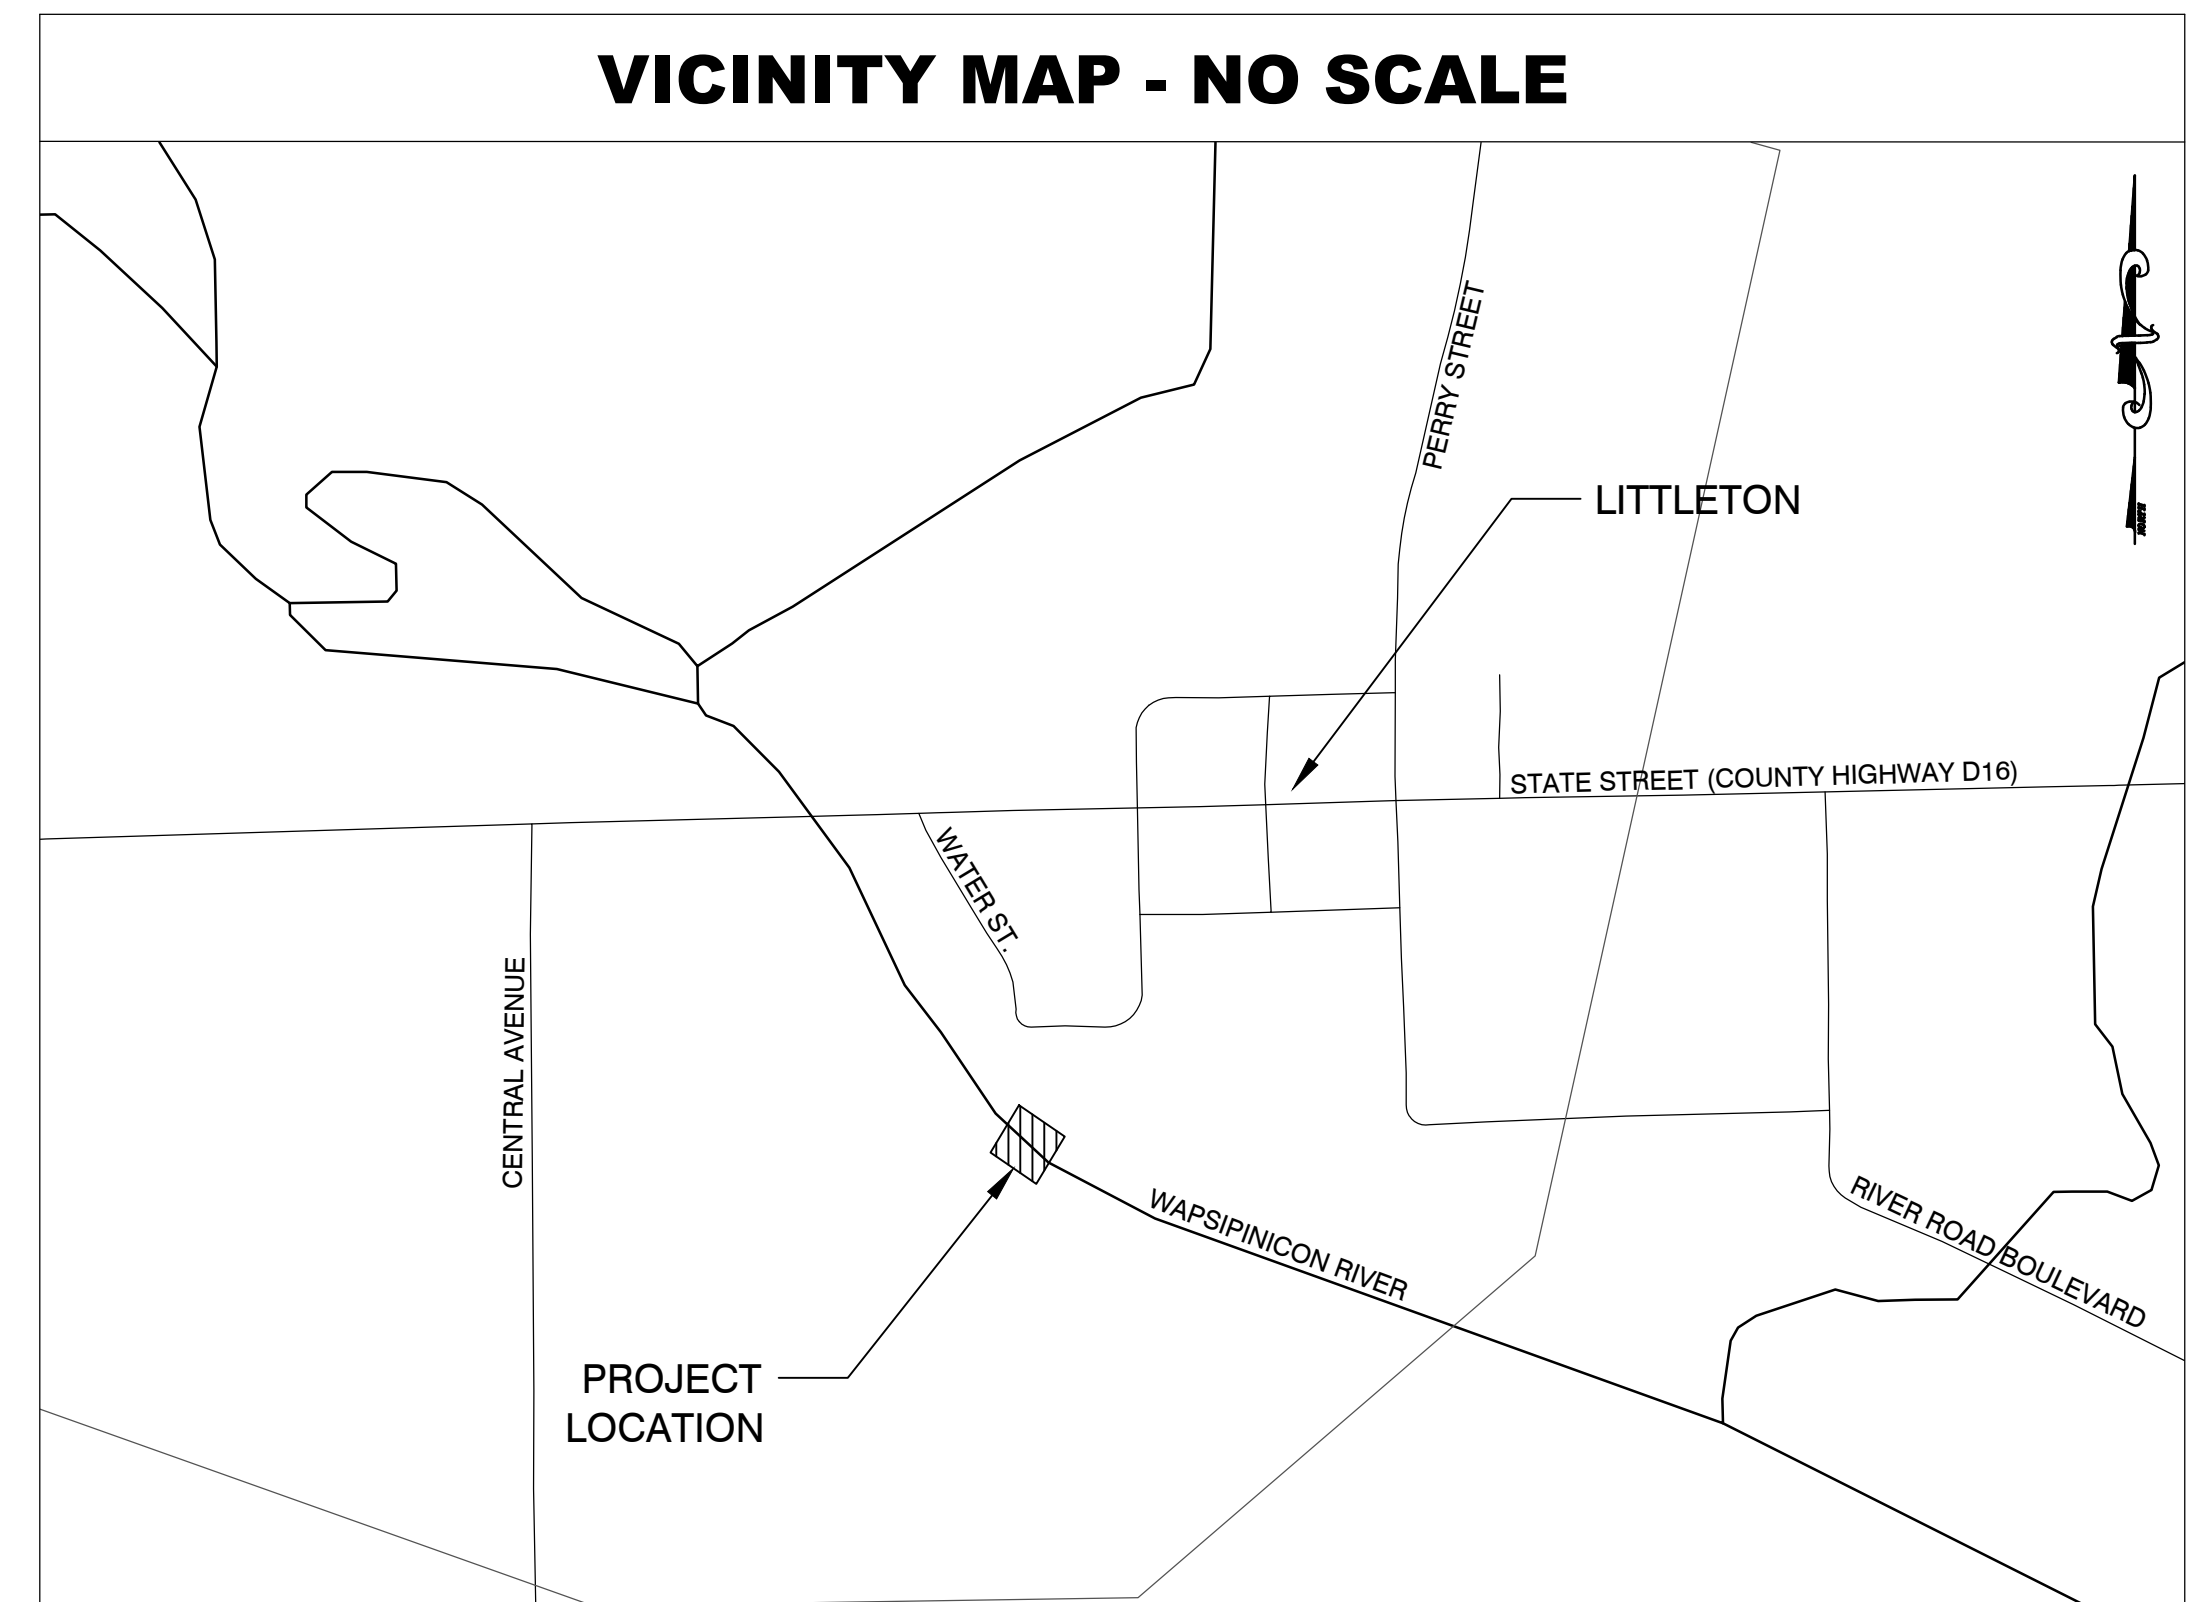 VICINITY MAP - NO SCALE
PERRY STREET
LITTLETON
STATE STREET (COUNTY HIGHWAY D16)
WATER ST.
CENTRAL AVENUE
WAPSIPINICON RIVER
RIVER ROAD BOULEVARD
PROJECT
LOCATION